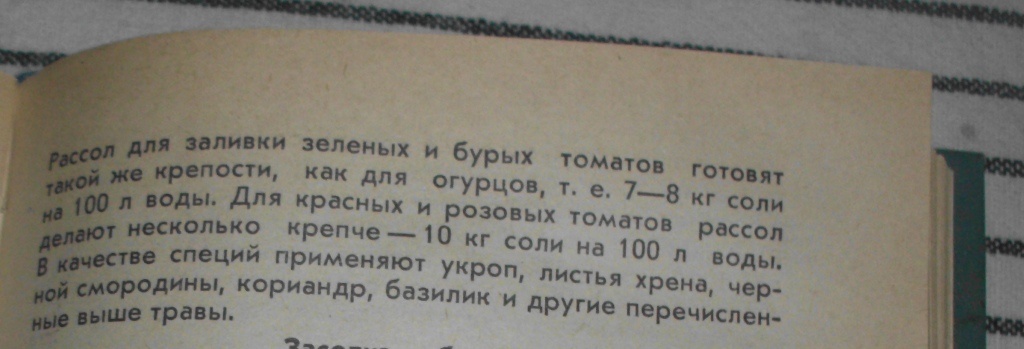 Рассол для заливки зеленых и бурых томатов готовят
такой же крепости, как для огурцов, т. е. 7—8 кг соли
на 100 л воды. Для красных и розовых томатов рассол
делают несколько крепче — 10 кг соли на 100 л воды.
В качестве специй применяют укроп, листья хрена, чер-
ной смородины, кориандр, базилик и другие перечислен-
ные выше травы.